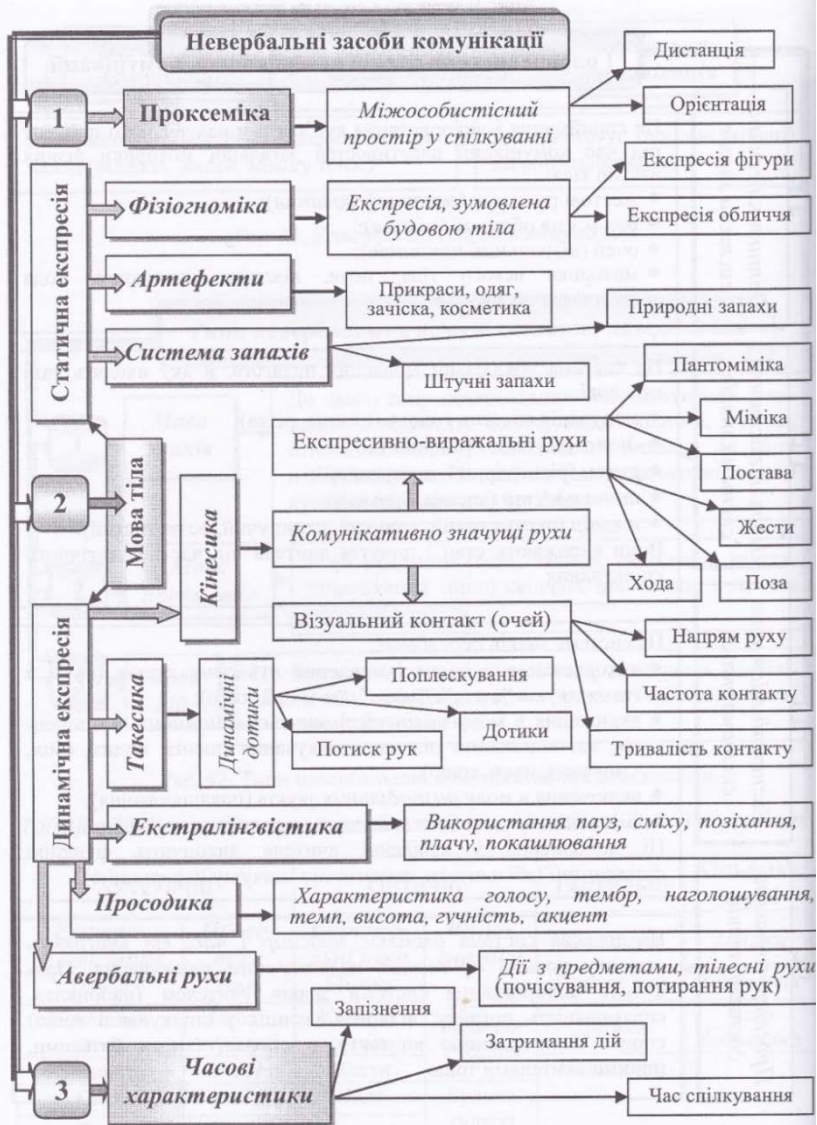 Невербальні засоби комунікації
Дистанція
1
Проксеміка
Міжособистісний
простір у спілкуванні
Орієнтація
Статична експресія
Фізіогноміка
Експресія, зумовлена
будовою тіла
Експресія фігури
Експресія обличчя
Артефекти
Прикраси, одяг,
зачіска, косметика
Природні запахи
Система запахів
Штучні запахи
Пантоміміка
Експресивно-виражальні рухи
Міміка
Постава
2
Мова тіла
Кінесика
Комунікативно значущі рухи
Жести
Хода
Поза
Візуальний контакт (очей)
Напрям руху
Динамічна експресія
Частота контакту
Тривалість контакту
Такесика
Динамічні
дотики
Поплескування
Дотики
Потиск рук
Екстралінгвістика
Використання пауз, сміху, позіхання,
плачу, покашлювання
Просодика
Характеристика голосу, тембр, наголошування,
темп, висота, гучність, акцент
Авербальні рухи
Дії з предметами, тілесні рухи
(почісування, потирання рук)
Запізнення
Затримання дій
3
Часові
характеристики
Час спілкування